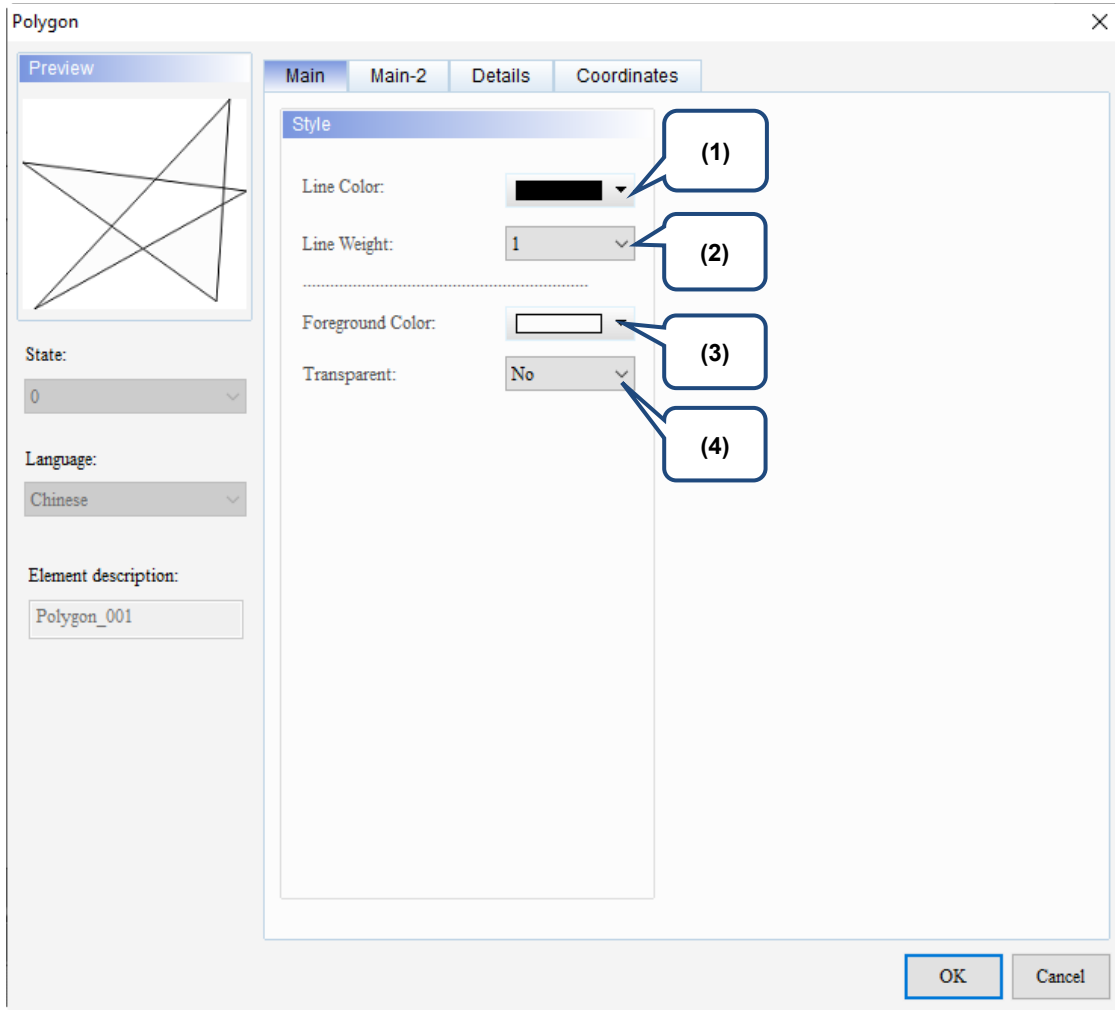 Polygon
Preview
Main Main-2 Details Coordinates
Style
(1)
Line Color:
Line Weight: 1
(2)
Foreground Color:
(3)
Transparent: No
(4)
State:
0
Language:
Chinese
Element description:
Polygon_001
OK Cancel